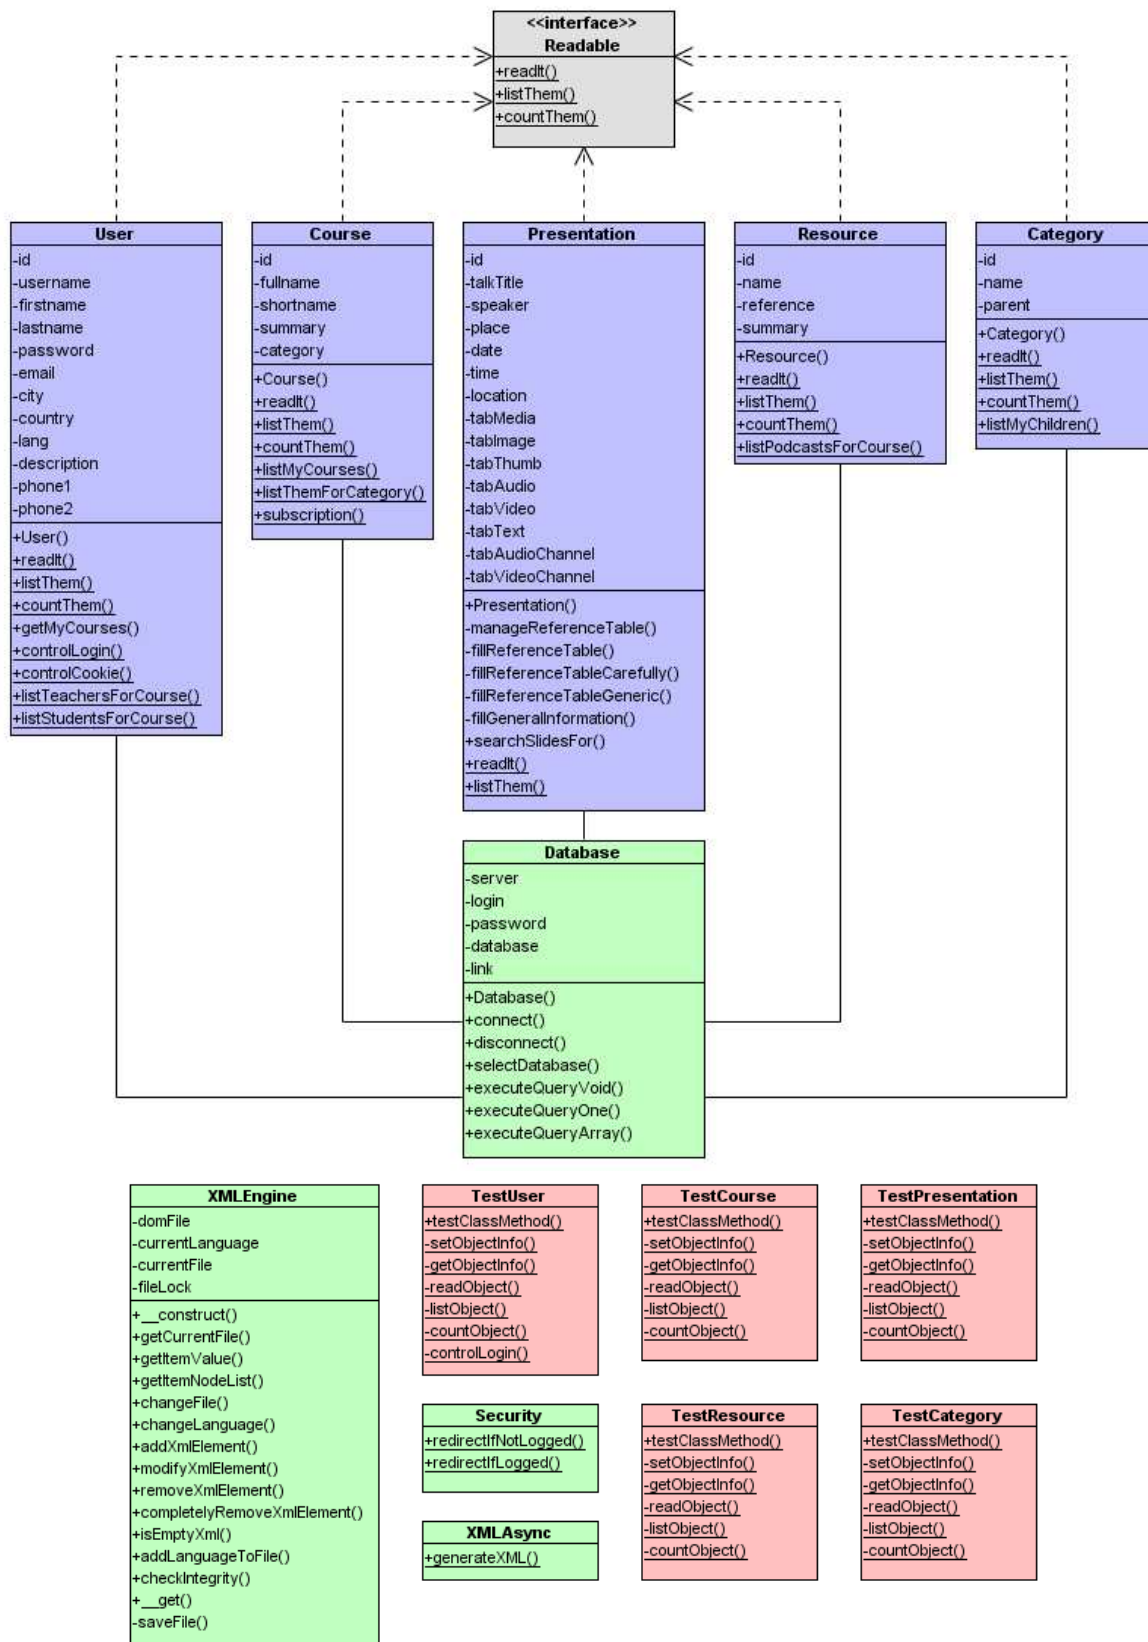 <<interface>>
Readable
+readIt()
+listThem()
+countThem()
User
-id
-username
-firstname
-lastname
-password
-email
-city
-country
-lang
-description
-phone1
-phone2
+User()
+readIt()
+listThem()
+countThem()
+getMyCourses()
+controlLogin()
+controlCookie()
+listTeachersForCourse()
+listStudentsForCourse()
Course
-id
-fullname
-shortname
-summary
-category
+Course()
+readIt()
+listThem()
+countThem()
+listMyCourses()
+listThemForCategory()
+subscription()
Presentation
-id
-talkTitle
-speaker
-place
-date
-time
-location
-tabMedia
-tabImage
-tabThumb
-tabAudio
-tabVideo
-tabText
-tabAudioChannel
-tabVideoChannel
+Presentation()
-manageReferenceTable()
-fillReferenceTable()
-fillReferenceTableCarefully()
-fillReferenceTableGeneric()
-fillGeneralInformation()
+searchSlidesFor()
+readIt()
+listThem()
Resource
-id
-name
-reference
-summary
+Resource()
+readIt()
+listThem()
+countThem()
+listPodcastsForCourse()
Category
-id
-name
-parent
+Category()
+readIt()
+listThem()
+countThem()
+listMyChildren()
Database
-server
-login
-password
-database
-link
+Database()
+connect()
+disconnect()
+selectDatabase()
+executeQueryVoid()
+executeQueryOne()
+executeQueryArray()
XMLEngine
-domFile
-currentLanguage
-currentFile
-fileLock
+__construct()
+getCurrentFile()
+getItemValue()
+getItemNodeList()
+changeFile()
+changeLanguage()
+addXmlElement()
+modifyXmlElement()
+removeXmlElement()
+completelyRemoveXmlElement()
+isEmptyXml()
+addLanguageToFile()
+checkIntegrity()
+__get()
-saveFile()
TestUser
+testClassMethod()
-setObjectInfo()
-getObjectInfo()
-readObject()
-listObject()
-countObject()
-controlLogin()
TestCourse
+testClassMethod()
-setObjectInfo()
-getObjectInfo()
-readObject()
-listObject()
-countObject()
TestPresentation
+testClassMethod()
-setObjectInfo()
-getObjectInfo()
-readObject()
-listObject()
-countObject()
Security
+redirectIfNotLogged()
+redirectIfLogged()
XMLAsync
+generateXML()
TestResource
+testClassMethod()
-setObjectInfo()
-getObjectInfo()
-readObject()
-listObject()
-countObject()
TestCategory
+testClassMethod()
-setObjectInfo()
-getObjectInfo()
-readObject()
-listObject()
-countObject()